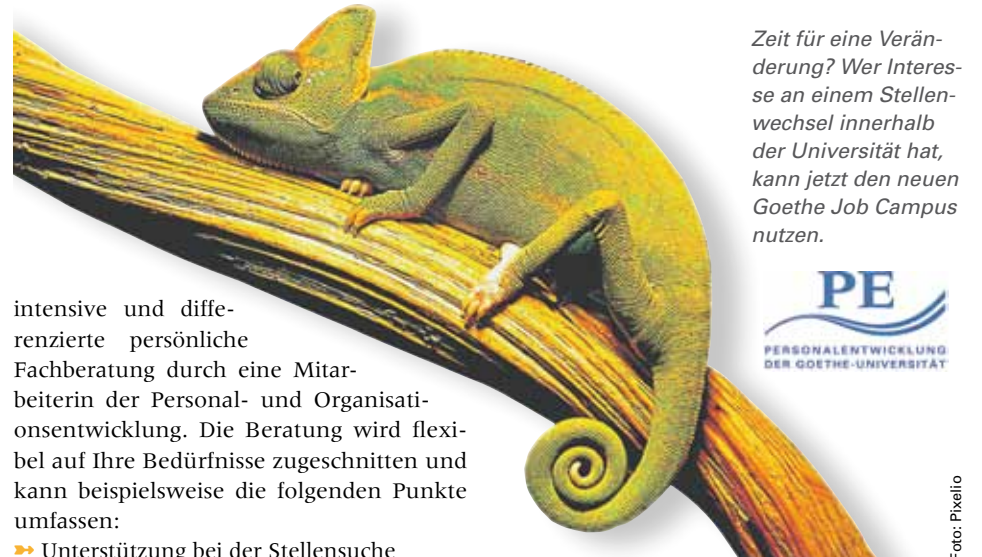 Zeit für eine Verän-
derung? Wer Interes-
se an einem Stellen-
wechsel innerhalb
der Universität hat,
kann jetzt den neuen
Goethe Job Campus
nutzen.
PE
PERSONALENTWICKLUNG
DER GOETHE-UNIVERSITÄT
intensive und diffe-
renzierte persönliche
Fachberatung durch eine Mitar-
beiterin der Personal- und Organisati-
onsentwicklung. Die Beratung wird flexi-
bel auf Ihre Bedürfnisse zugeschnitten und
kann beispielsweise die folgenden Punkte
umfassen:
➽ Unterstützung bei der Stellensuche
Foto: Pixelio